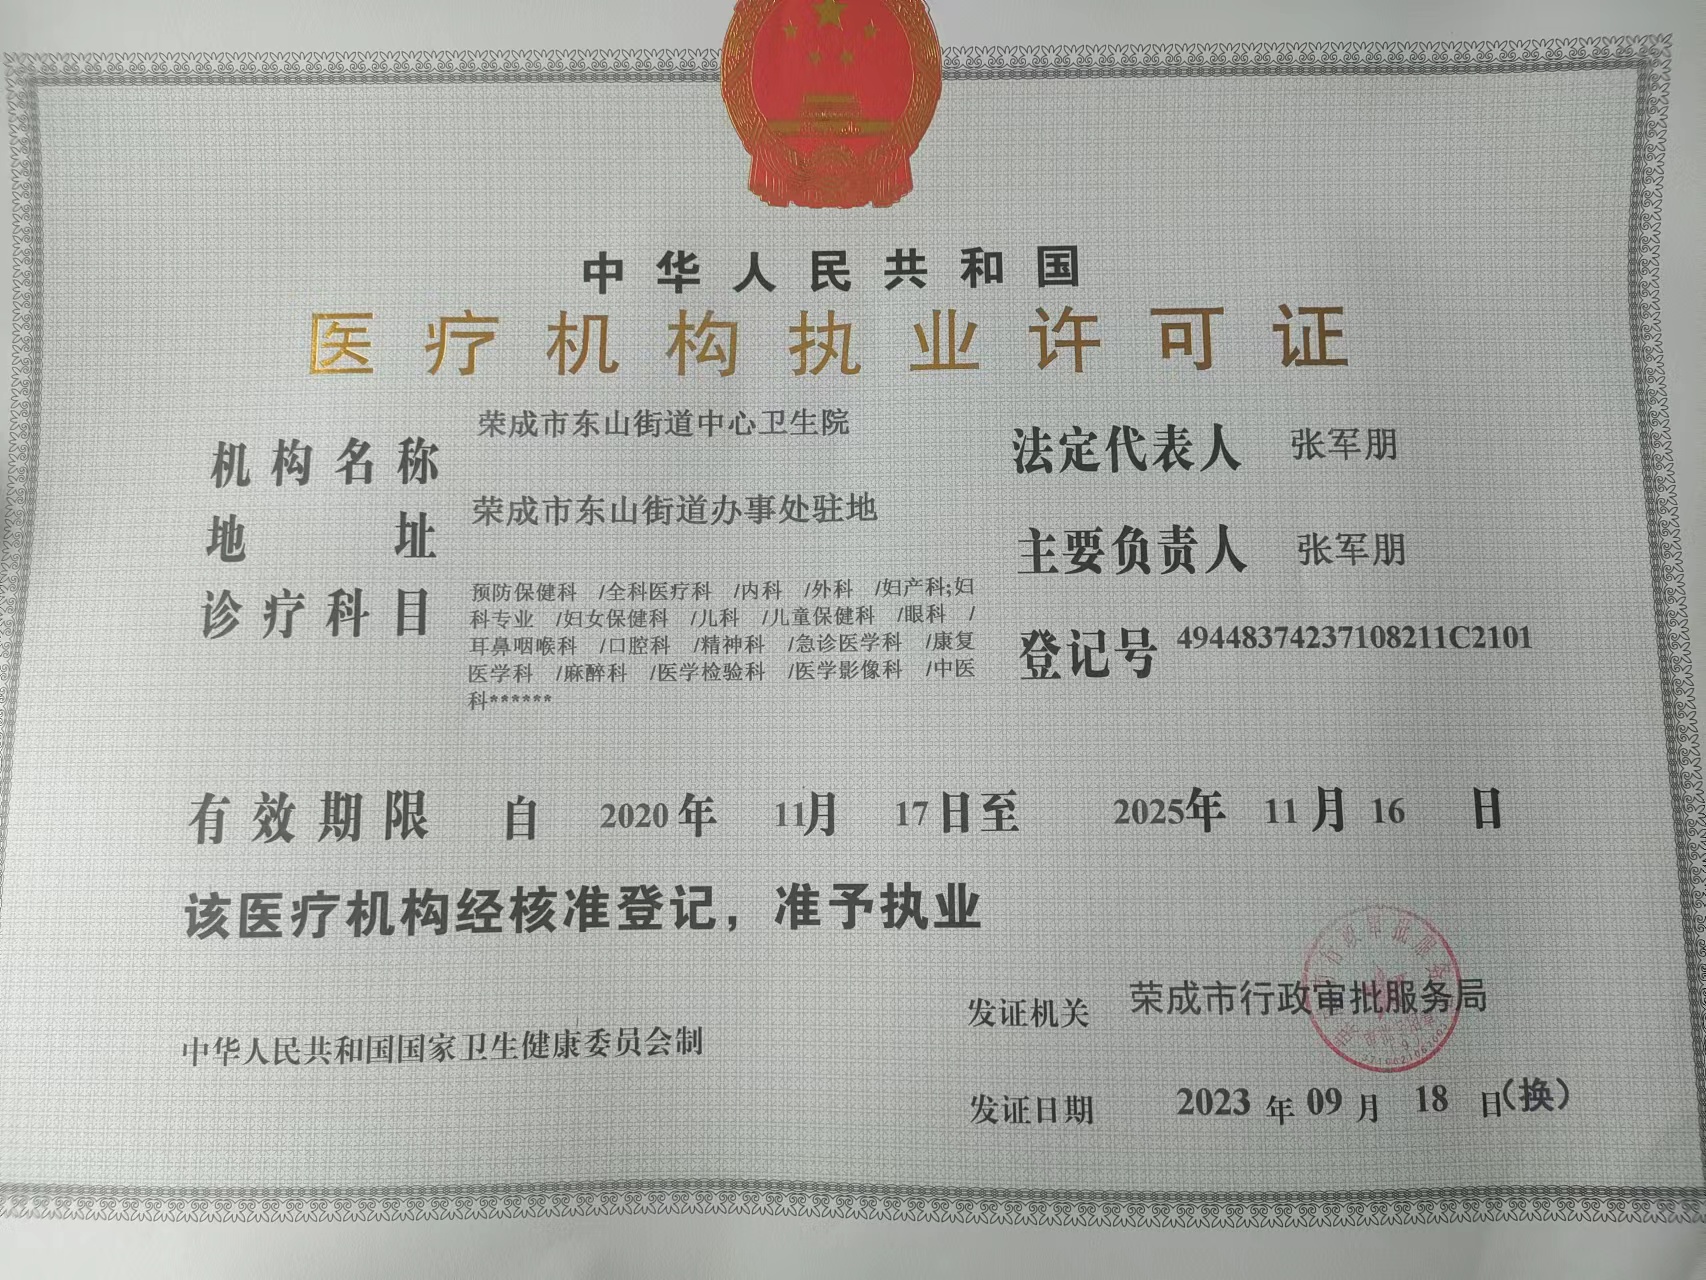 中华人民共和国
医疗机构执业许可证
机构名称 荣成市东山街道中心卫生院
地址 荣成市东山街道办事处驻地
诊疗科目 预防保健科 /全科医疗科 /内科 /外科 /妇产科;妇
科专业 /妇女保健科 /儿科 /儿童保健科 /眼科 /
耳鼻咽喉科 /口腔科 /精神科 /急诊医学科 /康复
医学科 /麻醉科 /医学检验科 /医学影像科 /中医
科******
法定代表人 张军朋
主要负责人 张军朋
登记号 49448374237108211C2101
有效期限 自 2020年 11月 17日至 2025年 11月 16日
该医疗机构经核准登记，准予执业
中华人民共和国国家卫生健康委员会制
发证机关 荣成市行政审批服务局
发证日期 2023年09月18日(换)